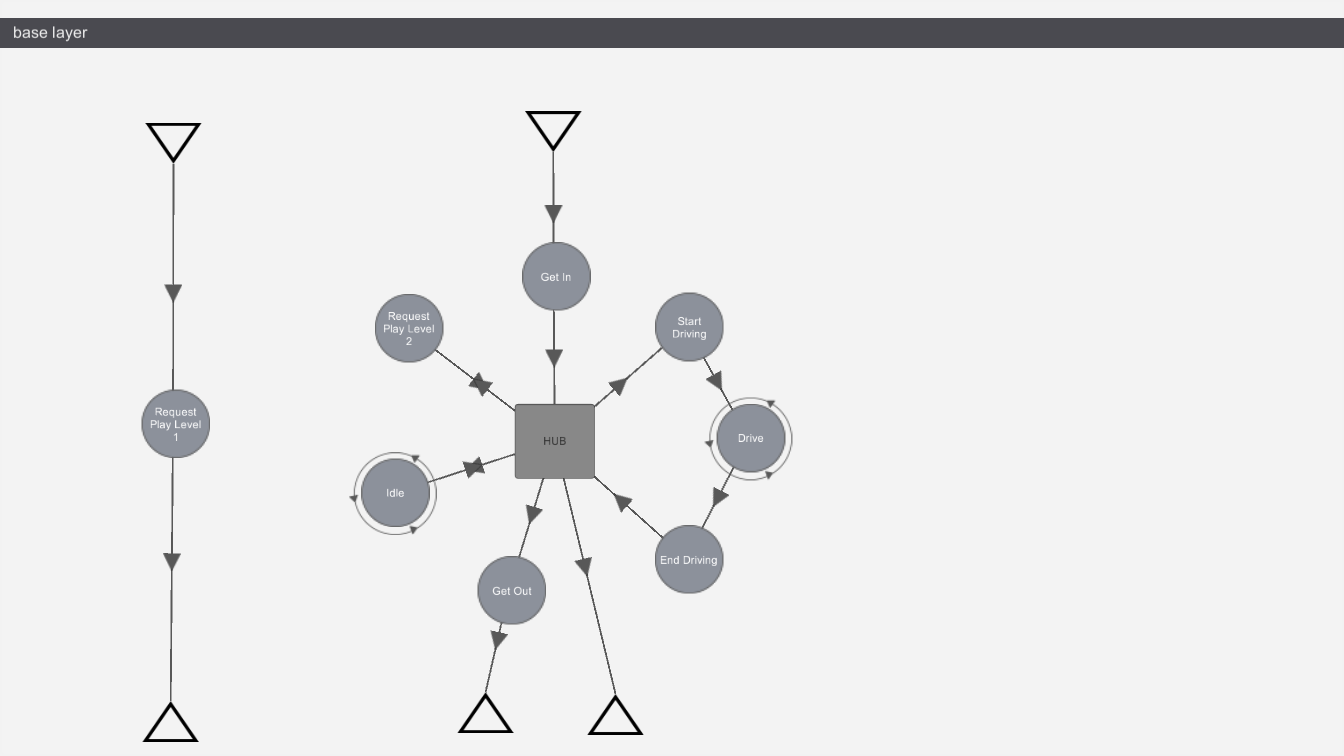 base layer
Get In
Request
Play Level
2
Start
Driving
Request
Play Level
1
HUB
Drive
Idle
End Driving
Get Out